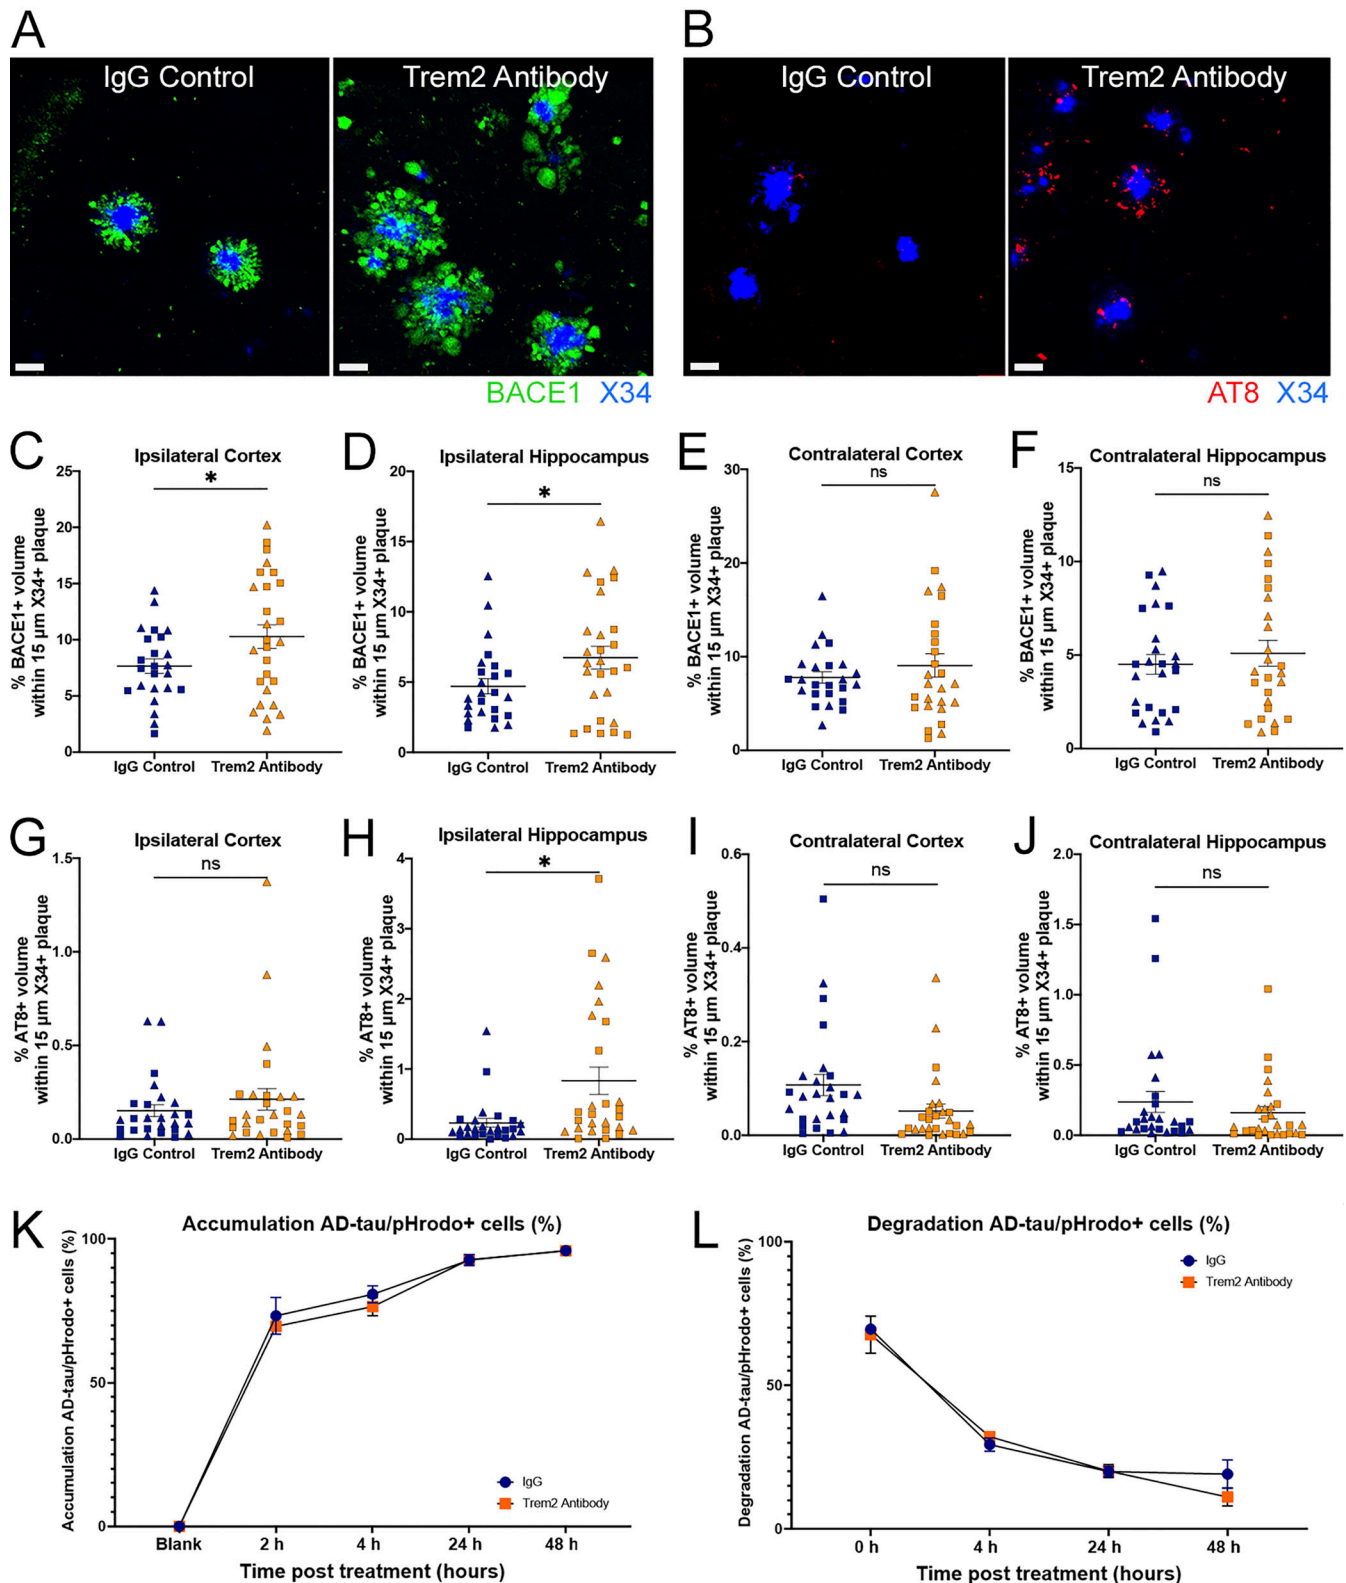 A
B
IgG Control
Trem2 Antibody
IgG Control
Trem2 Antibody
BACE1 X34
AT8 X34
C
Ipsilateral Cortex
*
% BACE1+ volume
within 15 µm X34+ plaque
25
20
15
10
5
0
IgG Control
Trem2 Antibody
D
Ipsilateral Hippocampus
*
% BACE1+ volume
within 15 µm X34+ plaque
20
15
10
5
0
IgG Control
Trem2 Antibody
E
Contralateral Cortex
ns
% BACE1+ volume
within 15 µm X34+ plaque
30
20
10
0
IgG Control
Trem2 Antibody
F
Contralateral Hippocampus
ns
% BACE1+ volume
within 15 µm X34+ plaque
15
10
5
0
IgG Control
Trem2 Antibody
G
Ipsilateral Cortex
ns
% AT8+ volume
within 15 µm X34+ plaque
1.5
1.0
0.5
0.0
IgG Control
Trem2 Antibody
H
Ipsilateral Hippocampus
*
% AT8+ volume
within 15 µm X34+ plaque
4
3
2
1
0
IgG Control
Trem2 Antibody
I
Contralateral Cortex
ns
% AT8+ volume
within 15 µm X34+ plaque
0.6
0.4
0.2
0.0
IgG Control
Trem2 Antibody
J
Contralateral Hippocampus
ns
% AT8+ volume
within 15 µm X34+ plaque
2.0
1.5
1.0
0.5
0.0
IgG Control
Trem2 Antibody
K
Accumulation AD-tau/pHrodo+ cells (%)
Accumulation AD-tau/pHrodo+ cells (%)
100
50
0
IgG
Trem2 Antibody
Blank
2 h
4 h
24 h
48 h
Time post treatment (hours)
L
Degradation AD-tau/pHrodo+ cells (%)
Degradation AD-tau/pHrodo+ cells (%)
100
50
0
IgG
Trem2 Antibody
0 h
4 h
24 h
48 h
Time post treatment (hours)